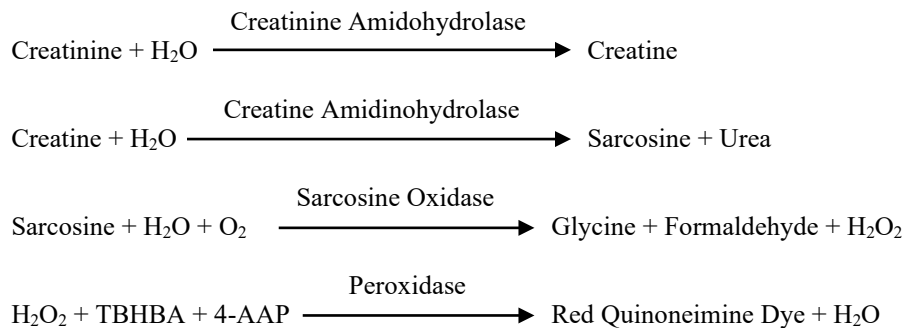 Creatinine Amidohydrolase
Creatinine + H₂O Creatine
Creatine Amidinohydrolase
Creatine + H₂O Sarcosine + Urea
Sarcosine Oxidase
Sarcosine + H₂O + O₂ Glycine + Formaldehyde + H₂O₂
Peroxidase
H₂O₂ + TBHBA + 4-AAP Red Quinoneimine Dye + H₂O